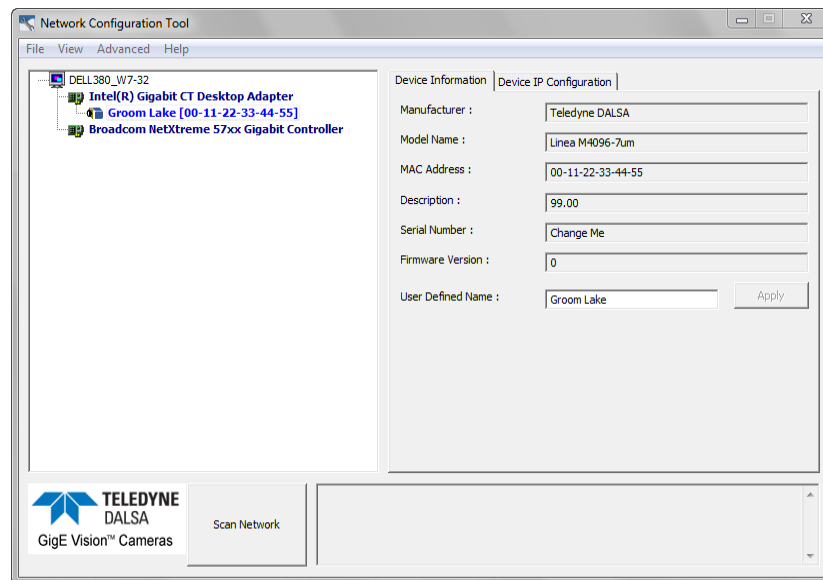 Network Configuration Tool
File View Advanced Help
DELL380_W7-32
Intel(R) Gigabit CT Desktop Adapter
Groom Lake [00-11-22-33-44-55]
Broadcom NetXtreme 57xx Gigabit Controller
Device Information Device IP Configuration
Manufacturer : Teledyne DALSA
Model Name : Linea M4096-7um
MAC Address : 00-11-22-33-44-55
Description : 99.00
Serial Number : Change Me
Firmware Version : 0
User Defined Name : Groom Lake Apply
TELEDYNE
DALSA
GigE Vision™ Cameras
Scan Network